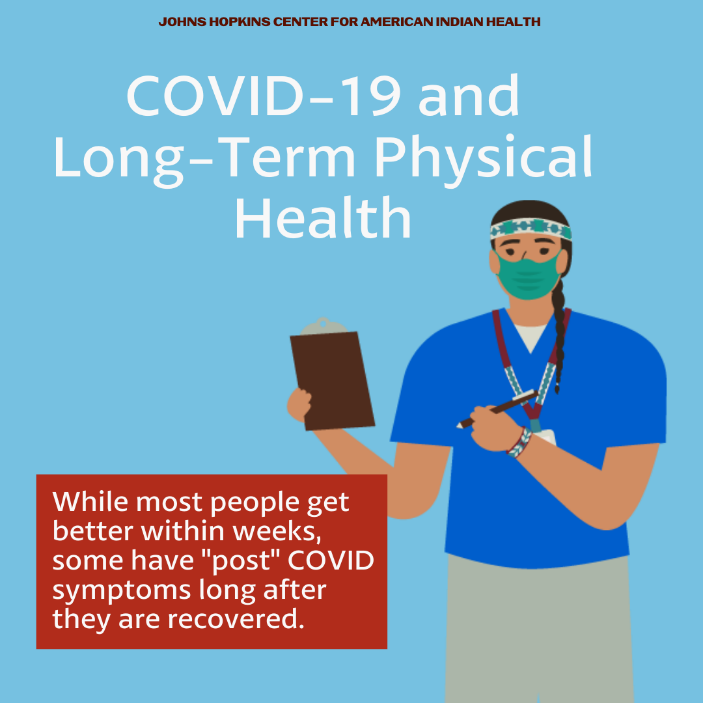 JOHNS HOPKINS CENTER FOR AMERICAN INDIAN HEALTH
COVID-19 and
Long-Term Physical
Health
While most people get
better within weeks,
some have "post" COVID
symptoms long after
they are recovered.